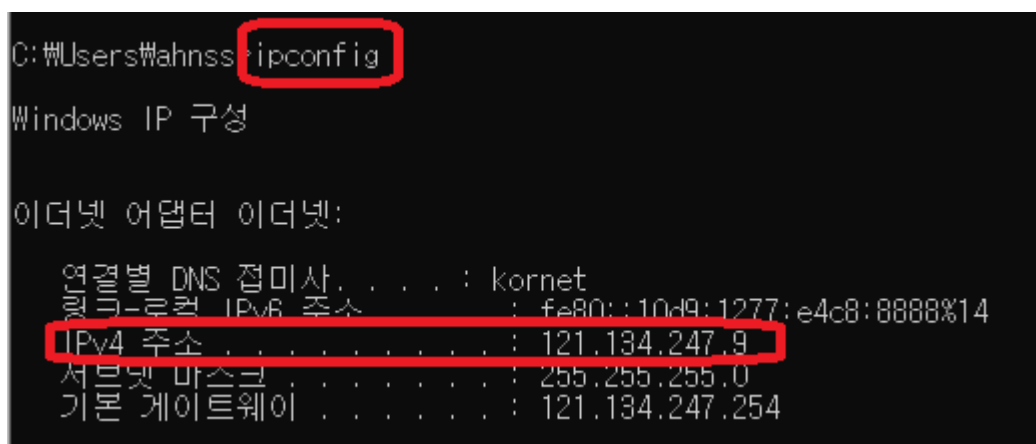 C:₩Users₩ahnss>ipconfig
Windows IP 구성
이더넷 어댑터 이더넷:
연결별 DNS 접미사. . . . : kornet
링크-로컬 IPv6 주소 . . . . : fe80::10d9:1277:e4c8:8888%14
IPv4 주소 . . . . . . . . . : 121.134.247.9
서브넷 마스크 . . . . . . . : 255.255.255.0
기본 게이트웨이 . . . . . . : 121.134.247.254